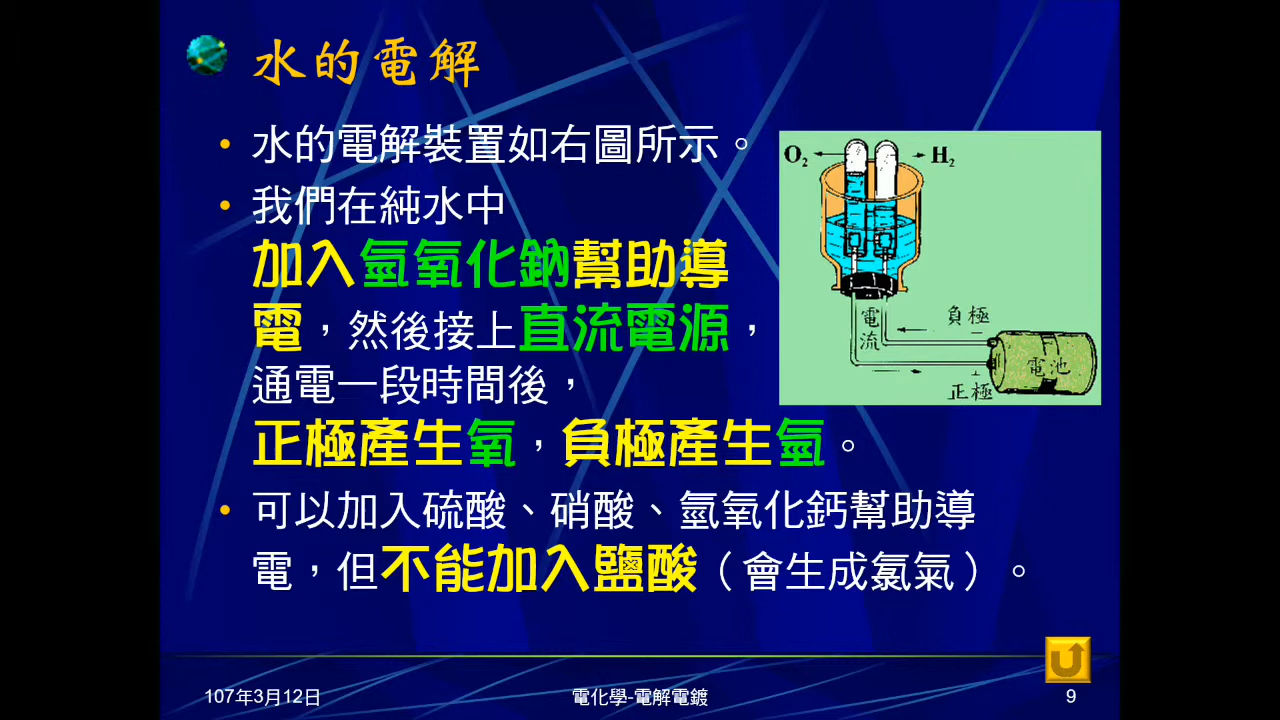 水的電解
• 水的電解裝置如右圖所示。
• 我們在純水中
加入氫氧化鈉幫助導
電，然後接上直流電源，
通電一段時間後，
正極產生氧，負極產生氫。
• 可以加入硫酸、硝酸、氫氧化鈣幫助導
電，但不能加入鹽酸（會生成氯氣）。
O₂
H₂
電流
負極
電池
正極
107年3月12日
電化學-電解電鍍
9